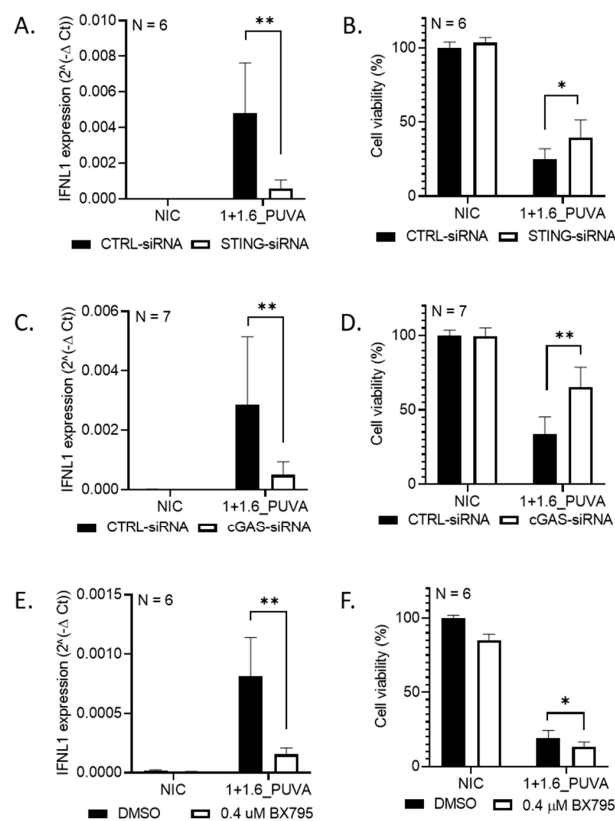 A.
IFNL1 expression (2^(-Δ Ct))
0.010
0.008
0.006
0.004
0.002
0.000
N = 6
**
NIC
1+1.6_PUVA
CTRL-siRNA STING-siRNA
B.
Cell viability (%)
100
50
0
N = 6
*
NIC
1+1.6_PUVA
CTRL-siRNA STING-siRNA
C.
IFNL1 expression (2^(-Δ Ct))
0.006
0.004
0.002
0.000
N = 7
**
NIC
1+1.6_PUVA
CTRL-siRNA cGAS-siRNA
D.
Cell viability (%)
100
50
0
N = 7
**
NIC
1+1.6_PUVA
CTRL-siRNA cGAS-siRNA
E.
IFNL1 expression (2^(-Δ Ct))
0.0015
0.0010
0.0005
0.0000
N = 6
**
NIC
1+1.6_PUVA
DMSO 0.4 uM BX795
F.
Cell viability (%)
100
50
0
N = 6
*
NIC
1+1.6_PUVA
DMSO 0.4 μM BX795